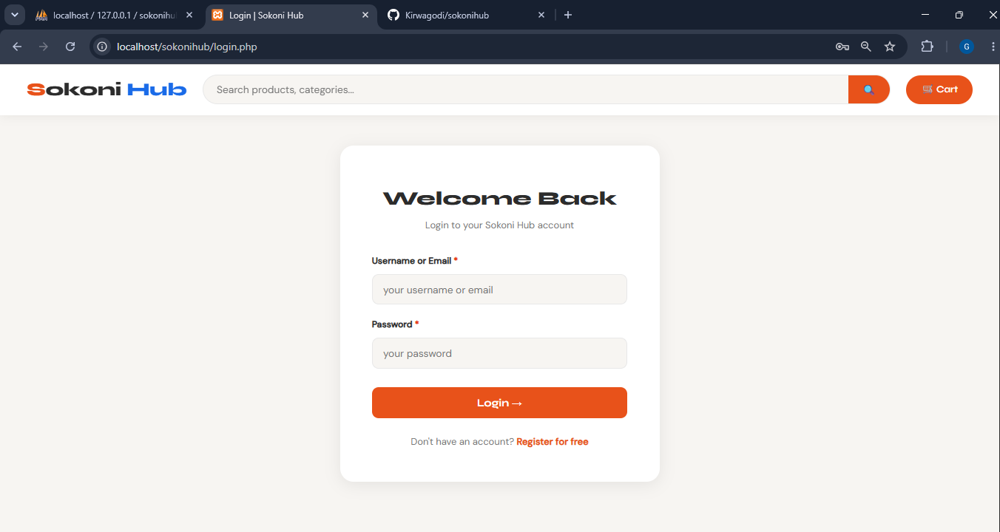 localhost / 127.0.0.1 / sokonihu
Login | Sokoni Hub
Kirwagodi/sokonihub
localhost/sokonihub/login.php
G
Sokoni Hub
Search products, categories...
Cart
Welcome Back
Login to your Sokoni Hub account
Username or Email *
your username or email
Password *
your password
Login →
Don't have an account? Register for free